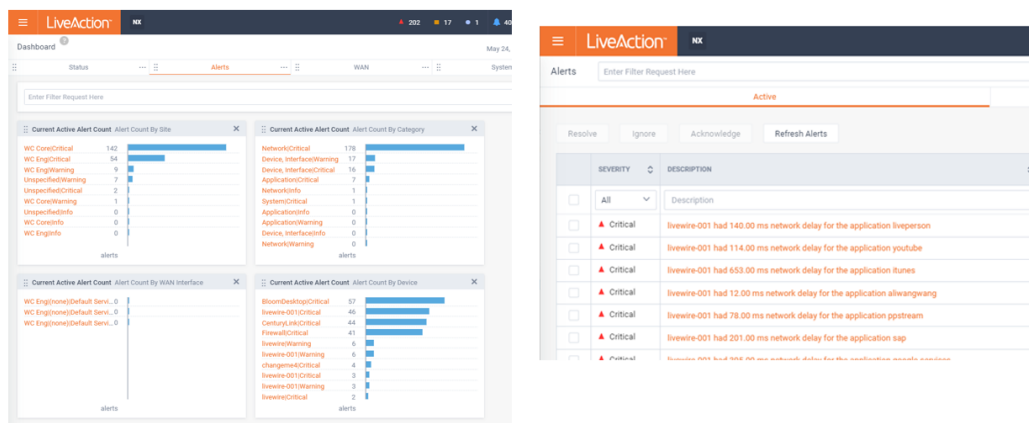 LiveAction
NX
202
17
1
40
Dashboard
?
May 24,
Status
Alerts
WAN
System
Enter Filter Request Here
Current Active Alert Count Alert Count By Site
WC Core|Critical 142
WC Eng|Critical 54
WC Eng|Warning 9
Unspecified|Warning 7
Unspecified|Critical 2
WC Core|Warning 1
Unspecified|Info 0
WC Core|Info 0
WC Eng|Info 0
alerts
Current Active Alert Count Alert Count By Category
Network|Critical 178
Device, Interface|Warning 17
Device, Interface|Critical 16
Application|Critical 7
Network|Info 1
System|Critical 1
Application|Info 0
Application|Warning 0
Device, Interface|Info 0
Network|Warning 0
alerts
Current Active Alert Count Alert Count By WAN Interface
WC Eng|(none)|Default Servi... 0
WC Eng|(none)|Default Servi... 0
WC Eng|(none)|Default Servi... 0
alerts
Current Active Alert Count Alert Count By Device
BloomDesktop|Critical 57
livewire-001|Critical 46
CenturyLink|Critical 44
Firewall|Critical 41
livewire|Warning 6
livewire-001|Warning 6
changeme4|Critical 4
livewire-001|Critical 3
livewire-001|Warning 3
livewire|Critical 2
alerts
LiveAction
NX
Alerts
Enter Filter Request Here
Active
Resolve
Ignore
Acknowledge
Refresh Alerts
SEVERITY
DESCRIPTION
All
Description
Critical livewire-001 had 140.00 ms network delay for the application liveperson
Critical livewire-001 had 114.00 ms network delay for the application youtube
Critical livewire-001 had 653.00 ms network delay for the application itunes
Critical livewire-001 had 12.00 ms network delay for the application aliwangwang
Critical livewire-001 had 78.00 ms network delay for the application ppstream
Critical livewire-001 had 201.00 ms network delay for the application sap
Critical livewire-001 had ms network delay for the application google services